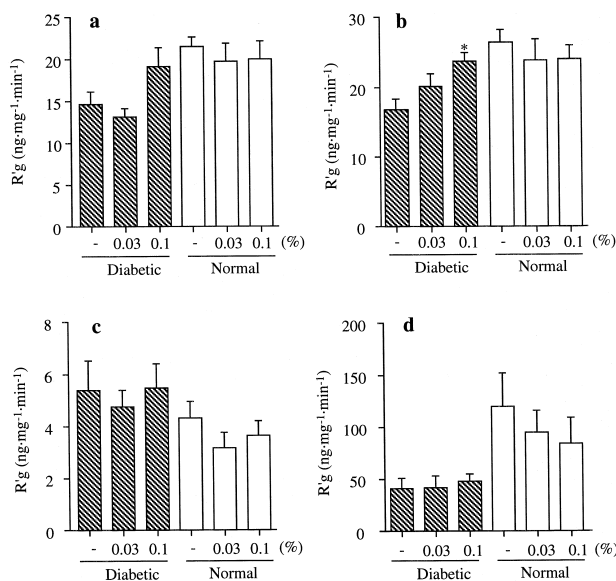 a
R'g (ng·mg⁻¹·min⁻¹)
25
20
15
10
5
0
- 0.03 0.1 - 0.03 0.1 (%)
Diabetic Normal
b
R'g (ng·mg⁻¹·min⁻¹)
30
20
10
0
*
- 0.03 0.1 - 0.03 0.1 (%)
Diabetic Normal
c
R'g (ng·mg⁻¹·min⁻¹)
8
6
4
2
0
- 0.03 0.1 - 0.03 0.1 (%)
Diabetic Normal
d
R'g (ng·mg⁻¹·min⁻¹)
200
150
100
50
0
- 0.03 0.1 - 0.03 0.1 (%)
Diabetic Normal